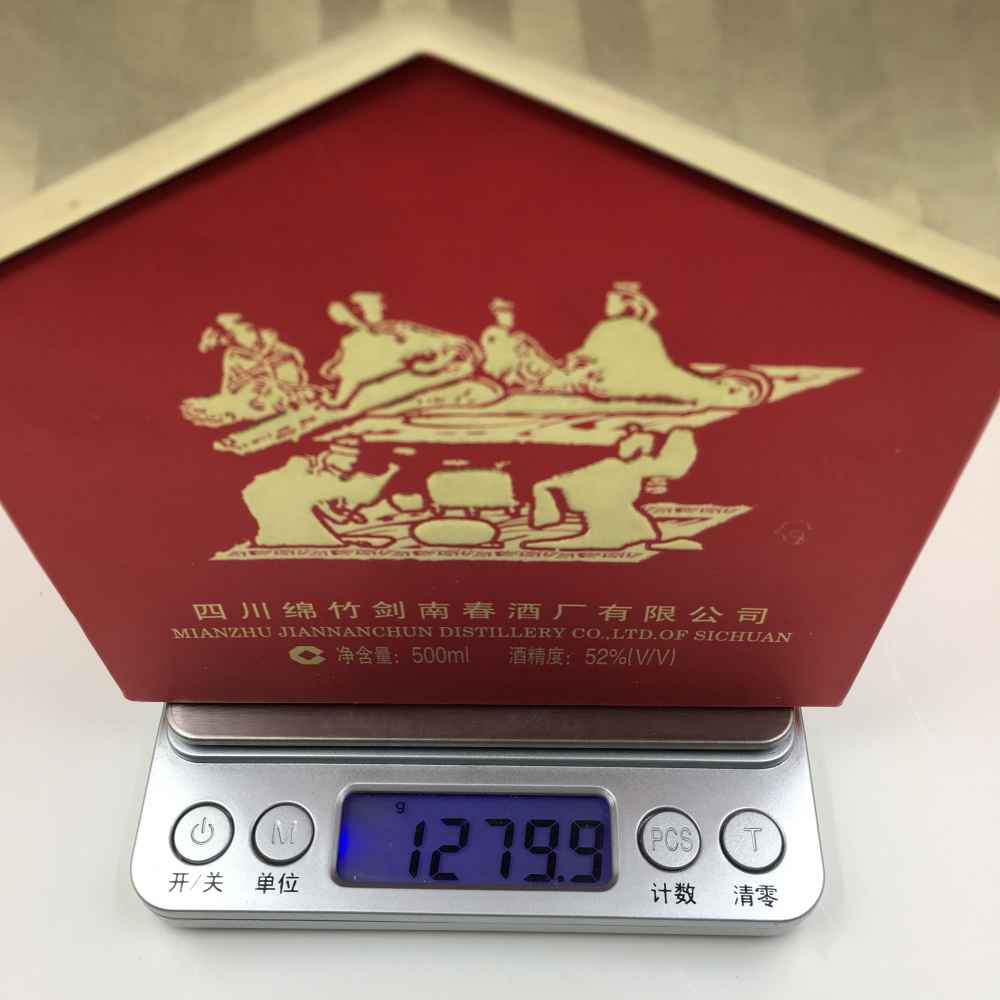 四川绵竹剑南春酒厂有限公司
MIANZHU JIANNANCHUN DISTILLERY CO.,LTD.OF SICHUAN
净含量：500ml 酒精度：52%(V/V)
g
1279.9
M PCS T
开/关 单位 计数 清零